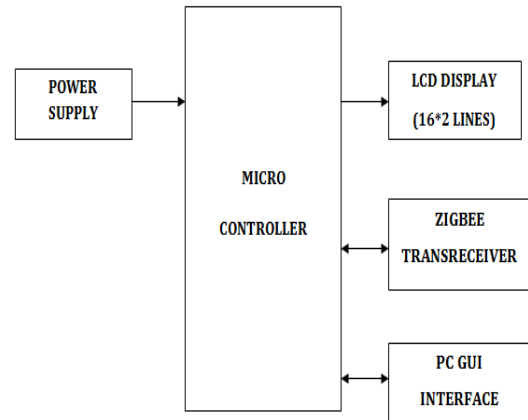 POWER
SUPPLY
MICRO
CONTROLLER
LCD DISPLAY
(16*2 LINES)
ZIGBEE
TRANSRECEIVER
PC GUI
INTERFACE